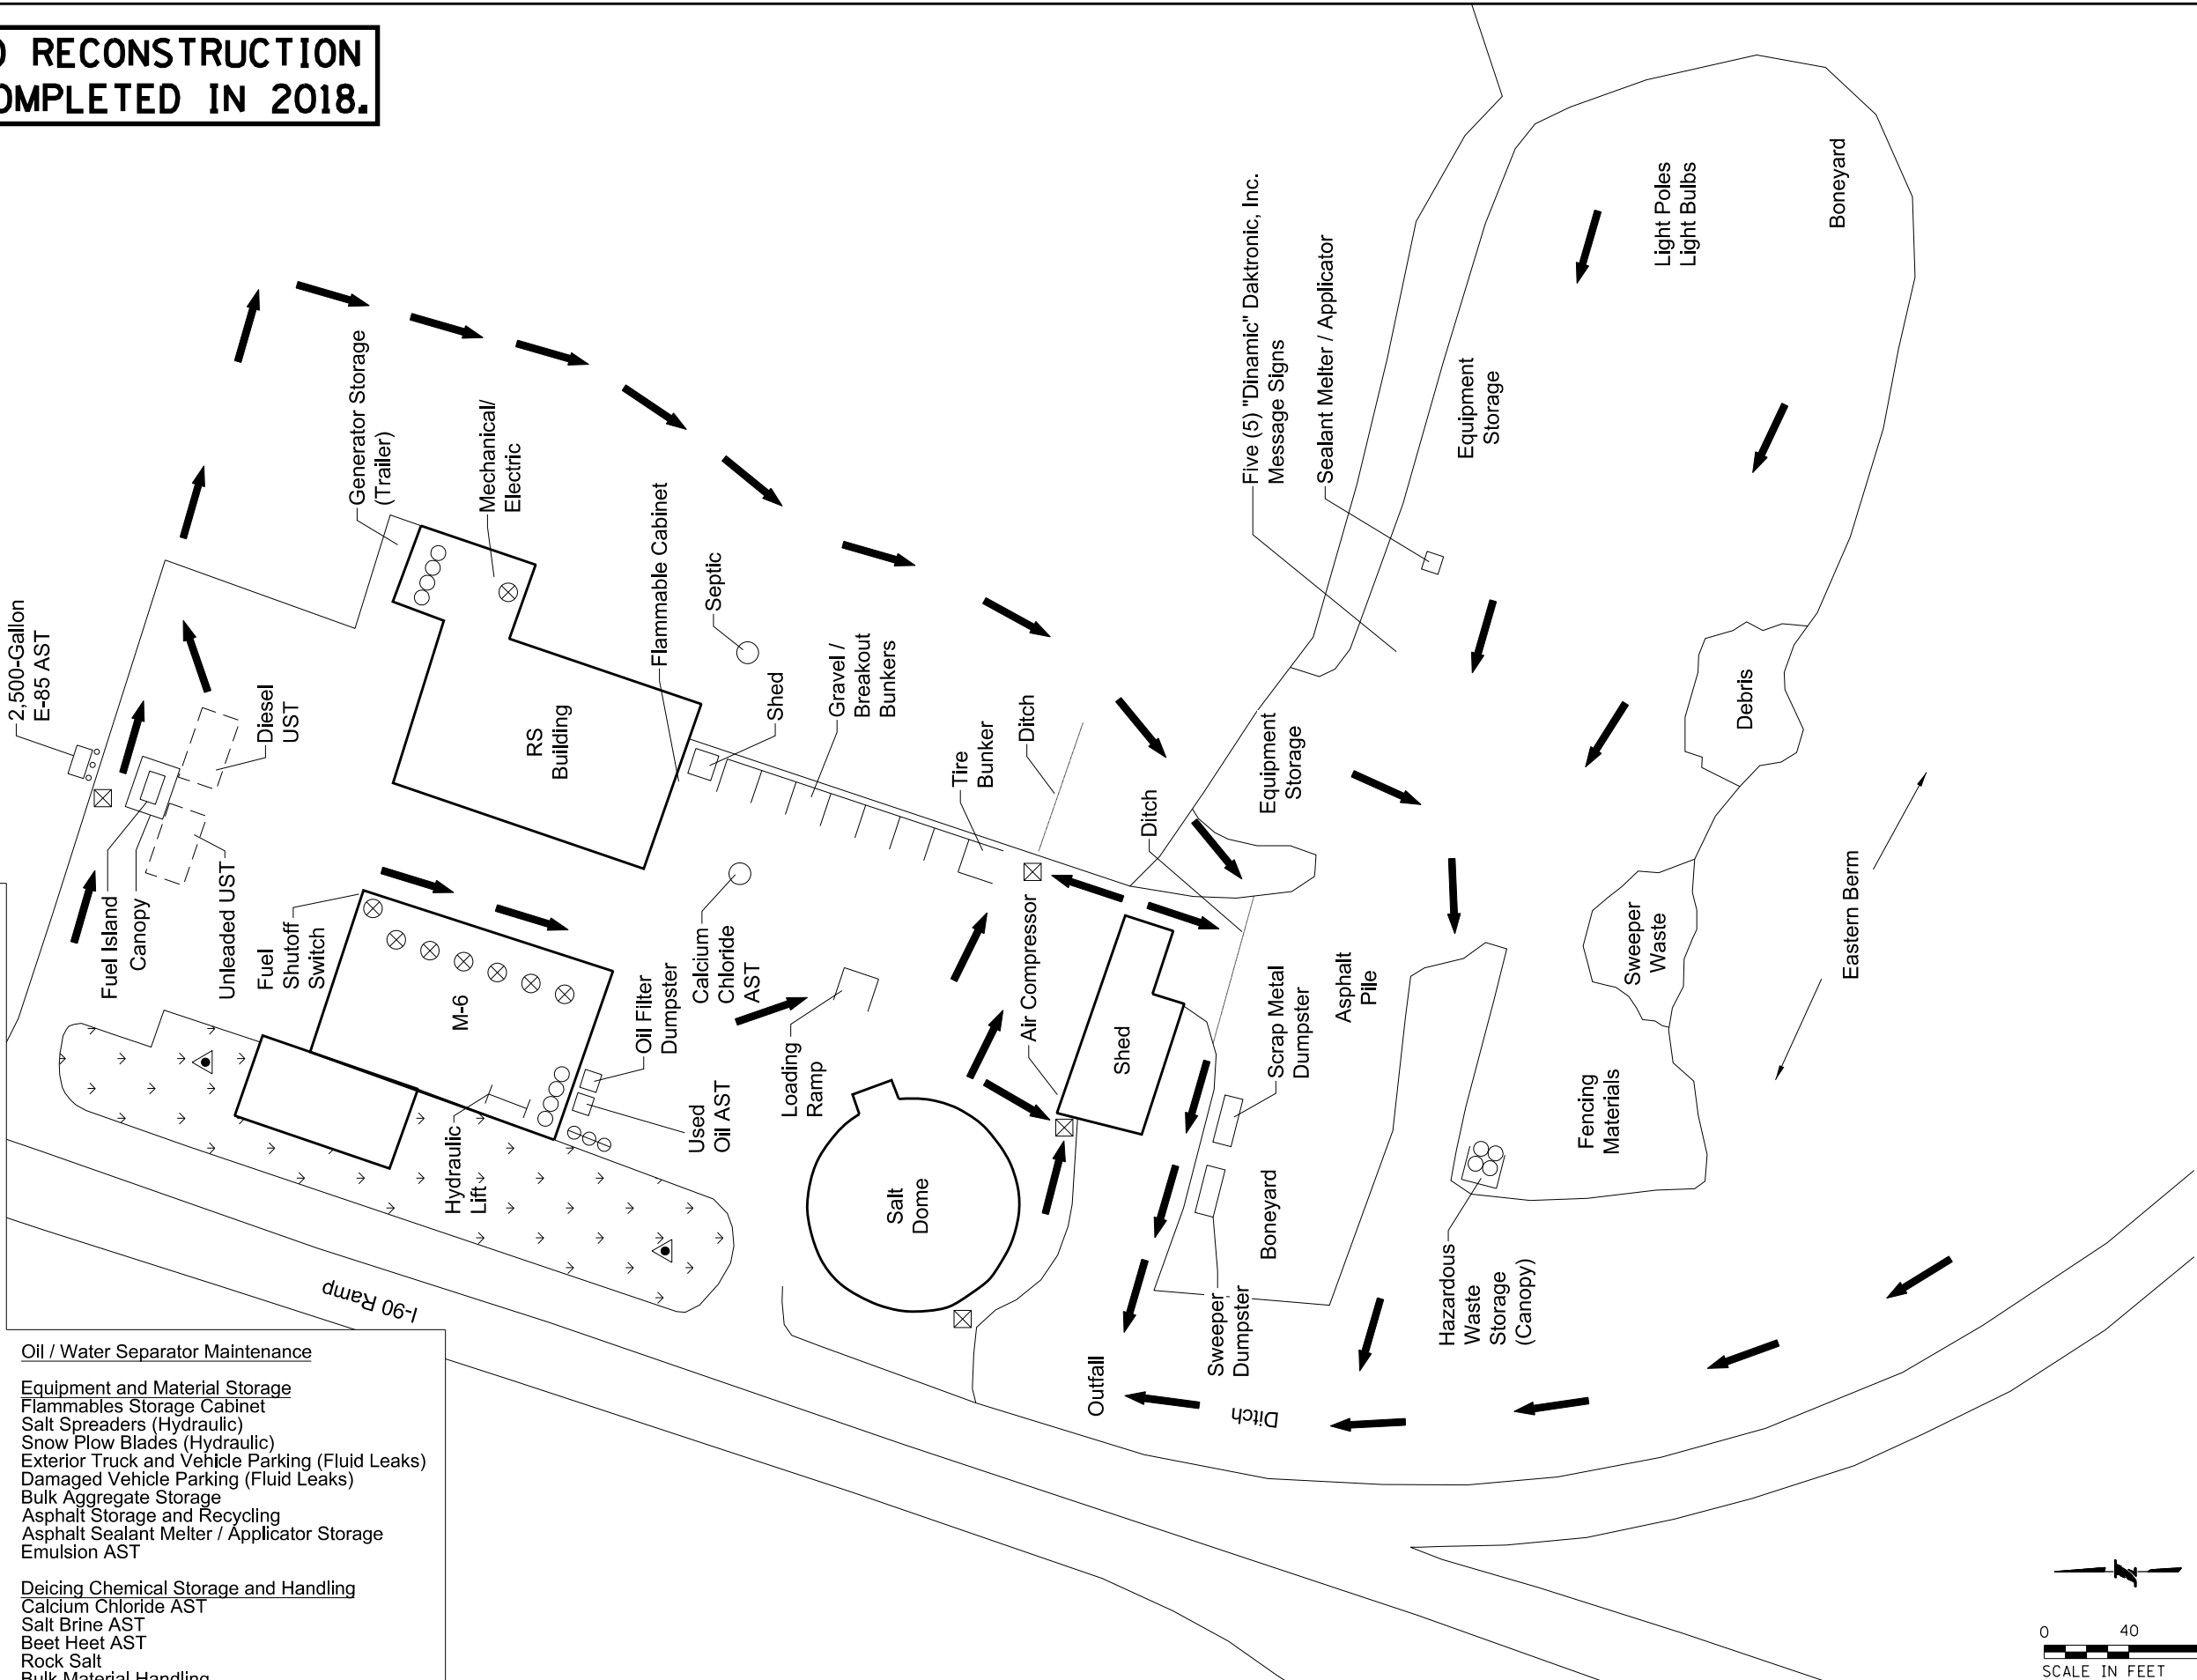 RECONSTRUCTION
OMPLETED IN 2018.
2,500-Gallon
E-85 AST
Fuel Island
Canopy
Unleaded UST
Diesel
UST
Fuel
Shutoff
Switch
Generator Storage
(Trailer)
Mechanical/
Electric
RS
Building
Flammable Cabinet
Septic
Shed
Gravel /
Breakout
Bunkers
Tire
Bunker
Ditch
Ditch
M-6
Oil Filter
Dumpster
Calcium
Chloride
AST
Used
Oil AST
Hydraulic
Lift
Loading
Ramp
Salt
Dome
Air Compressor
Shed
Scrap Metal
Dumpster
Sweeper
Dumpster
Boneyard
Asphalt
Pile
Outfall
Ditch
I-90 Ramp
Hazardous
Waste
Storage
(Canopy)
Five (5) "Dinamic" Daktronic, Inc.
Message Signs
Sealant Melter / Applicator
Equipment
Storage
Equipment
Storage
Light Poles
Light Bulbs
Boneyard
Debris
Sweeper
Waste
Fencing
Materials
Eastern Berm
Oil / Water Separator Maintenance
Equipment and Material Storage
Flammables Storage Cabinet
Salt Spreaders (Hydraulic)
Snow Plow Blades (Hydraulic)
Exterior Truck and Vehicle Parking (Fluid Leaks)
Damaged Vehicle Parking (Fluid Leaks)
Bulk Aggregate Storage
Asphalt Storage and Recycling
Asphalt Sealant Melter / Applicator Storage
Emulsion AST
Deicing Chemical Storage and Handling
Calcium Chloride AST
Salt Brine AST
Beet Heet AST
Rock Salt
Bulk Material Handling
N
0 40
SCALE IN FEET